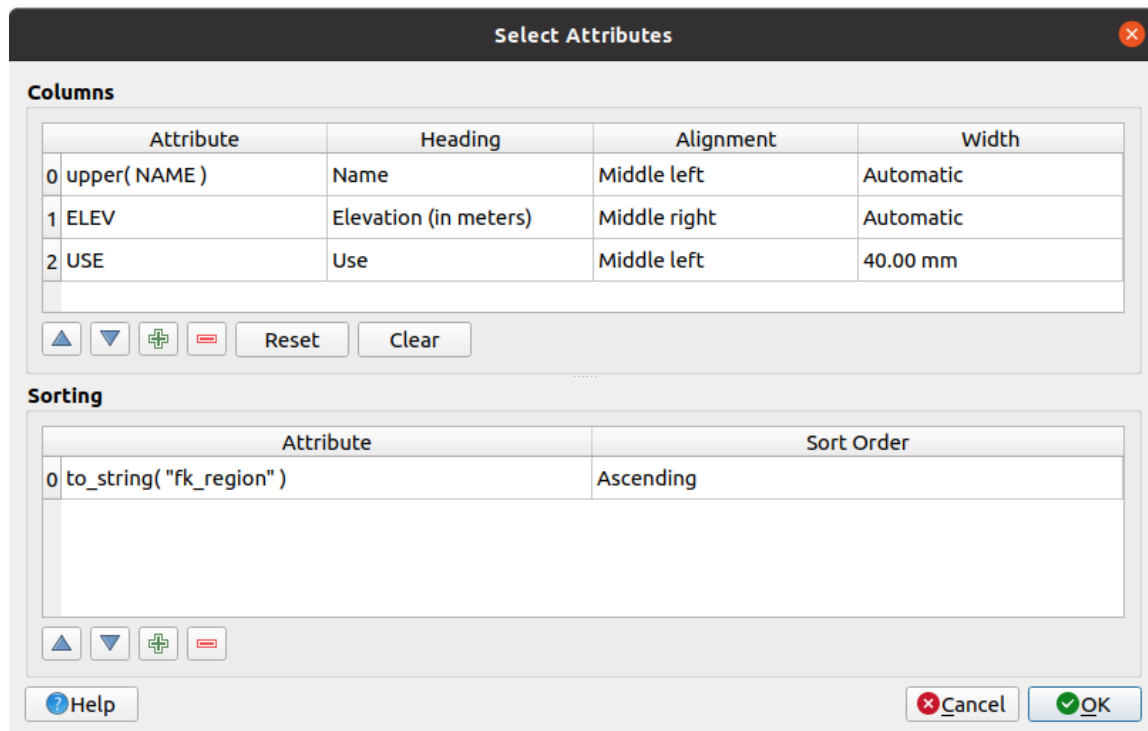 Select Attributes
Columns
Attribute Heading Alignment Width
0 upper( NAME ) Name Middle left Automatic
1 ELEV Elevation (in meters) Middle right Automatic
2 USE Use Middle left 40.00 mm
Reset Clear
Sorting
Attribute Sort Order
0 to_string( "fk_region" ) Ascending
Help Cancel OK